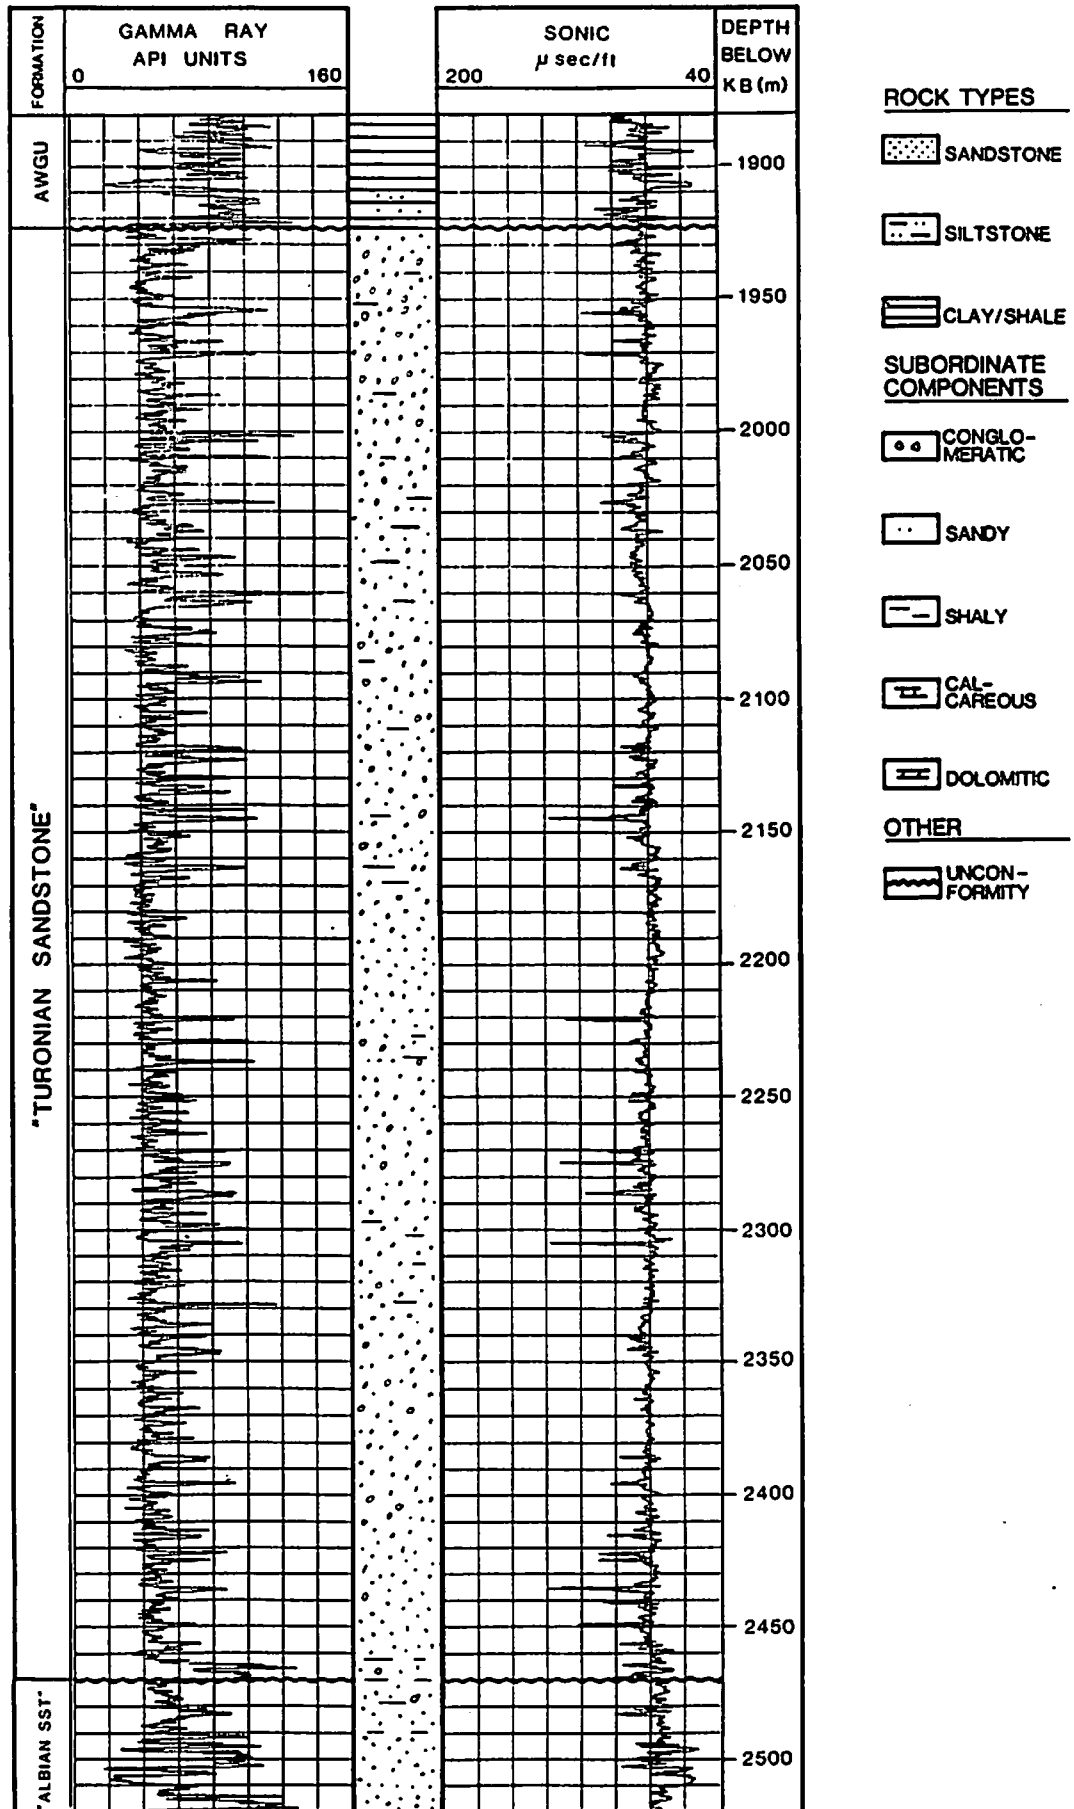 FORMATION
GAMMA RAY
API UNITS
0 160
SONIC
µ sec/ft
200 40
DEPTH
BELOW
KB (m)
AWGU
"TURONIAN SANDSTONE"
"ALBIAN SST"
1900
1950
2000
2050
2100
2150
2200
2250
2300
2350
2400
2450
2500
ROCK TYPES
SANDSTONE
SILTSTONE
CLAY/SHALE
SUBORDINATE
COMPONENTS
CONGLO-
MERATIC
SANDY
SHALY
CAL-
CAREOUS
DOLOMITIC
OTHER
UNCON-
FORMITY